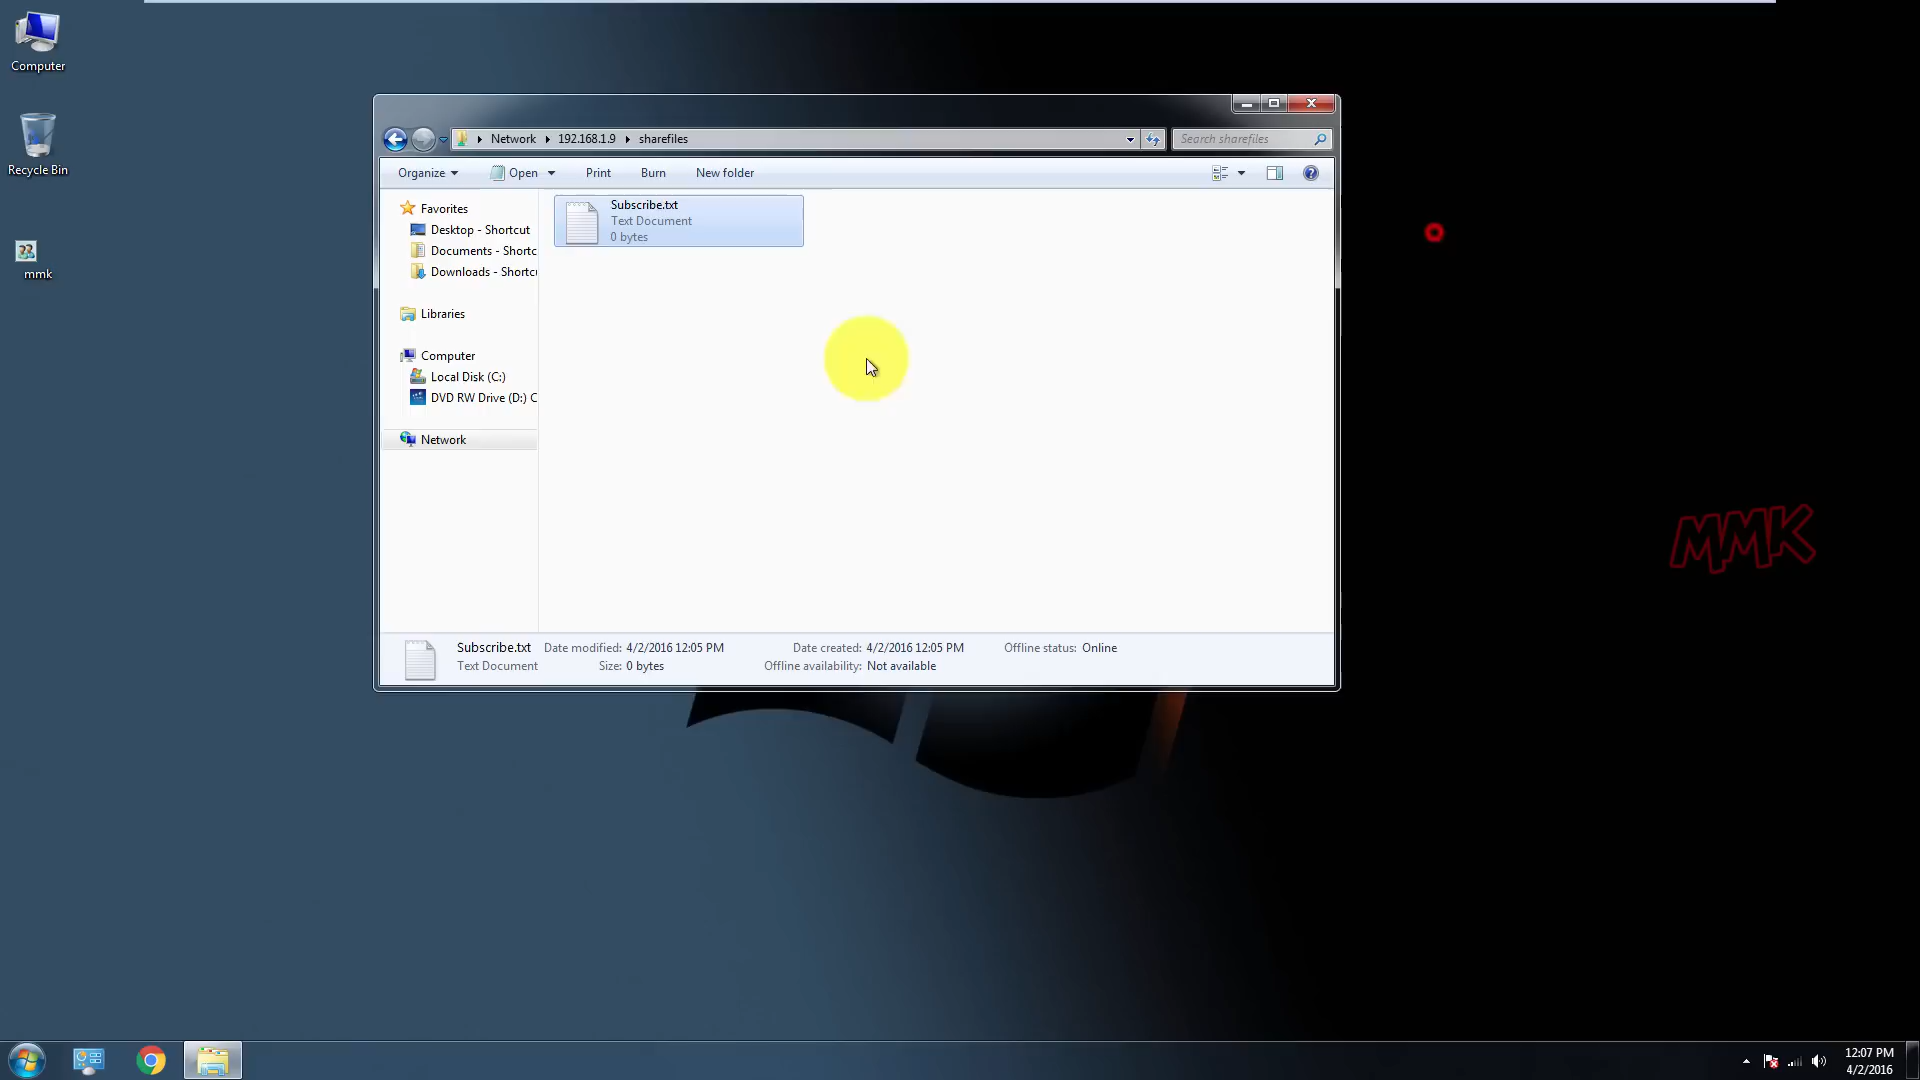 Computer
Recycle Bin
mmk
Network 192.168.1.9 sharefiles
Search sharefiles
Organize Open Print Burn New folder
Favorites
Desktop - Shortcut
Documents - Shortc
Downloads - Shortcu
Libraries
Computer
Local Disk (C:)
DVD RW Drive (D:) C
Network
Subscribe.txt
Text Document
0 bytes
Subscribe.txt Date modified: 4/2/2016 12:05 PM Date created: 4/2/2016 12:05 PM Offline status: Online
Text Document Size: 0 bytes Offline availability: Not available
MMK
12:07 PM
4/2/2016